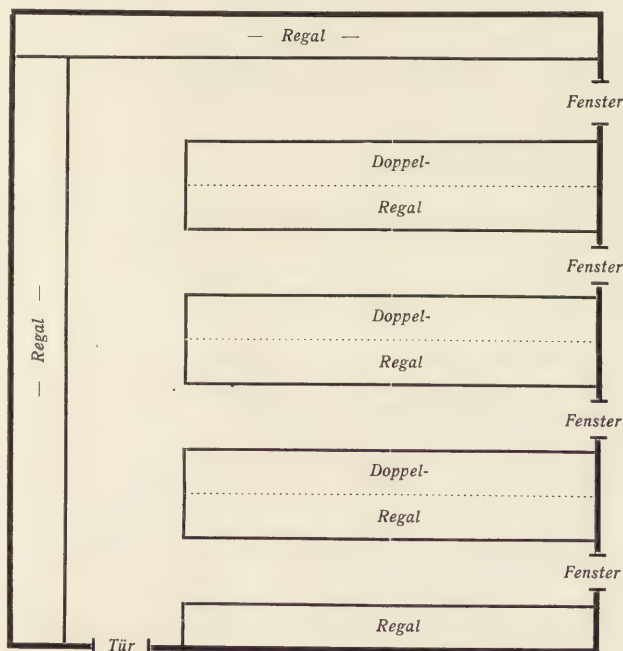 — Regal —
Fenster
Doppel-
Regal
Fenster
Doppel-
Regal
— Regal —
Fenster
Doppel-
Regal
Fenster
Regal
Tür